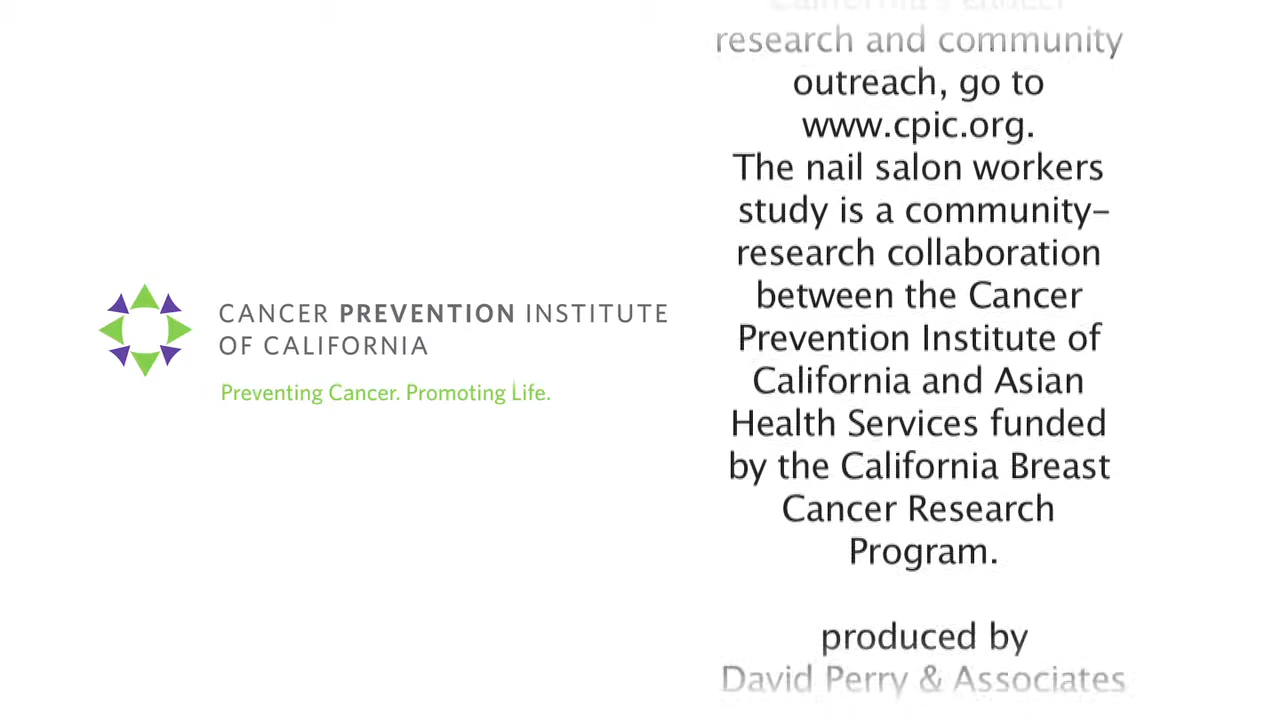 CANCER PREVENTION INSTITUTE
OF CALIFORNIA
Preventing Cancer. Promoting Life.
research and community
outreach, go to
www.cpic.org.
The nail salon workers
study is a community-
research collaboration
between the Cancer
Prevention Institute of
California and Asian
Health Services funded
by the California Breast
Cancer Research
Program.
produced by
David Perry & Associates